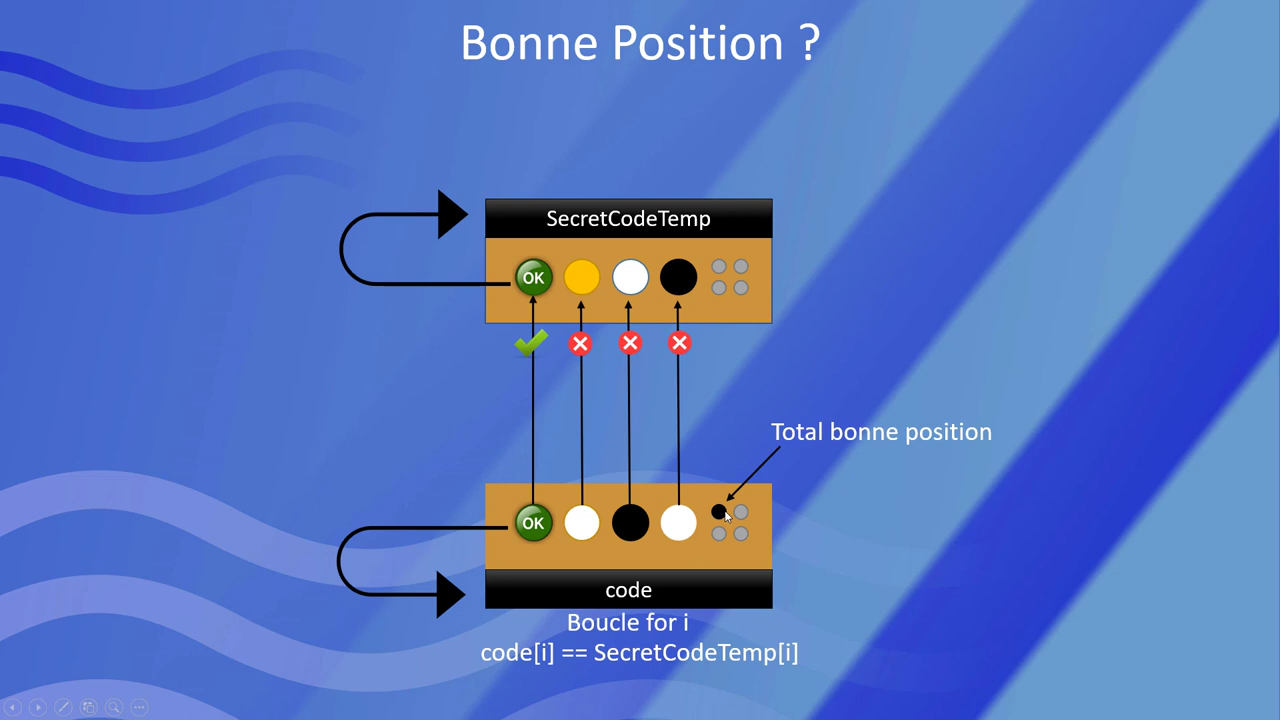 Bonne Position ?
SecretCodeTemp
OK
Total bonne position
OK
code
Boucle for i
code[i] == SecretCodeTemp[i]